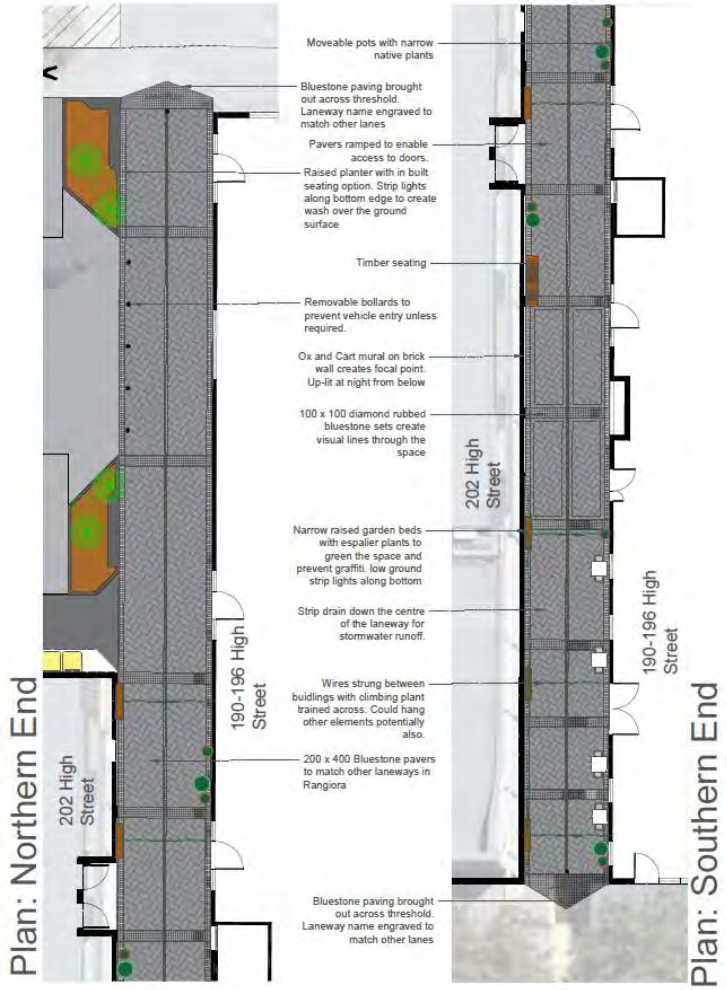 Moveable pots with narrow
native plants
Bluestone paving brought
out across threshold.
Laneway name engraved to
match other lanes
Pavers ramped to enable
access to doors.
Raised planter with in built
seating option. Strip lights
along bottom edge to create
wash over the ground
surface
Timber seating
Removable bollards to
prevent vehicle entry unless
required.
Ox and Cart mural on brick
wall creates focal point.
Up-lit at night from below
100 x 100 diamond rubbed
bluestone sets create
visual lines through the
space
Narrow raised garden beds
with espalier plants to
green the space and
prevent graffiti. low ground
strip lights along bottom
Strip drain down the centre
of the laneway for
stormwater runoff.
Wires strung between
buidlings with climbing plant
trained across. Could hang
other elements potentially
also.
200 x 400 Bluestone pavers
to match other laneways in
Rangiora
Bluestone paving brought
out across threshold.
Laneway name engraved to
match other lanes
202 High
Street
190-196 High
Street
Plan: Northern End
202 High
Street
190-196 High
Street
Plan: Southern End